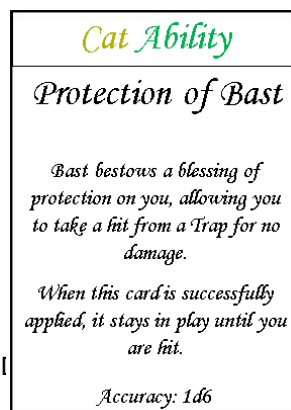 Cat Ability
Protection of Bast
Bast bestows a blessing of
protection on you, allowing you
to take a hit from a Trap for no
damage.
When this card is successfully
applied, it stays in play until you
are hit.
[
Accuracy: 1d6